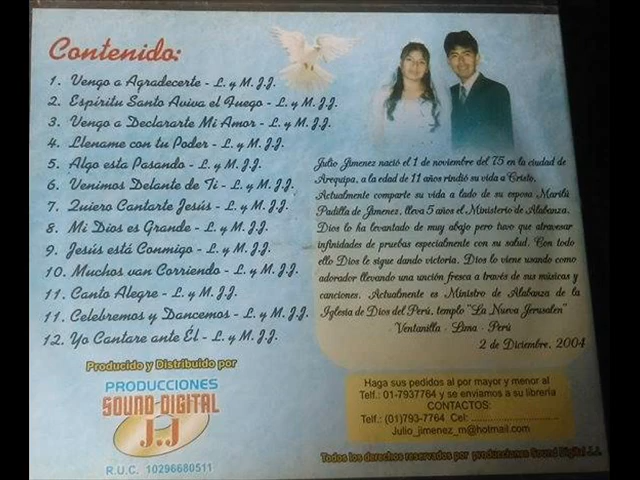 Contenido:
1. Vengo a Agradecerte - L. y M. J.J.
2. Espíritu Santo Aviva el Fuego - L. y M. J.J.
3. Vengo a Declararte Mi Amor - L. y M. J.J.
4. Llename con tu Poder - L. y M. J.J.
5. Algo esta Pasando - L. y M. J.J.
6. Venimos Delante de Ti - L. y M. J.J.
7. Quiero Cantarte Jesús - L. y M. J.J.
8. Mi Dios es Grande - L. y M. J.J.
9. Jesús está Conmigo - L. y M. J.J.
10. Muchos van Corriendo - L. y M. J.J.
11. Canto Alegre - L. y M. J.J.
11. Celebremos y Dancemos - L. y M. J.J.
12. Yo Cantare ante Él - L. y M. J.J.
Producido y Distribuido por
PRODUCCIONES
SOUND DIGITAL
J.J
R.U.C. 10296680511
Julio Jimenez nació el 1 de noviembre del 75 en la ciudad de
Arequipa, a la edad de 11 años rindió su vida a Cristo.
Actualmente comparte su vida a lado de su esposa Marilú
Padilla de Jimenez, lleva 5 años el Ministerio de Alabanza.
Dios lo ha levantado de muy abajo pero tuvo que atravesar
infinidades de pruebas especialmente con su salud. Con todo
ello Dios le sigue dando victoria. Dios lo viene usando como
adorador llevando una unción fresca a través de sus músicas y
canciones. Actualmente es Ministro de Alabanza de la
Iglesia de Dios del Perú, templo "La Nueva Jerusalen"
Ventanilla - Lima - Perú
2 de Diciembre, 2004
Haga sus pedidos al por mayor y menor al
Telf.: 01-7937764 y se enviamos a su librería
CONTACTOS:
Telf.: (01)793-7764 Cel: ............................
Julio_jimenez_m@hotmail.com
Todos los derechos reservados por producciones Sound Digital J.J.